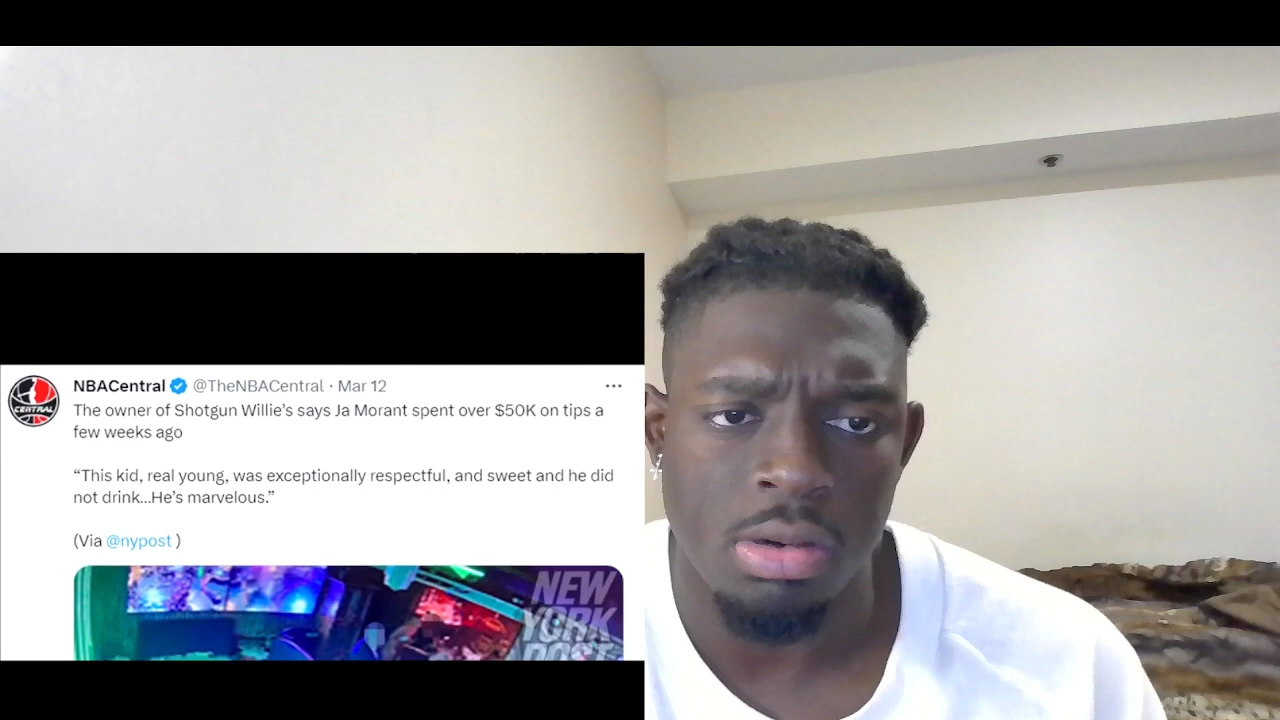 NBACentral @TheNBACentral · Mar 12 ···
The owner of Shotgun Willie's says Ja Morant spent over $50K on tips a
few weeks ago
“This kid, real young, was exceptionally respectful, and sweet and he did
not drink...He's marvelous.”
(Via @nypost )
CENTRAL
NEW
YORK
POST